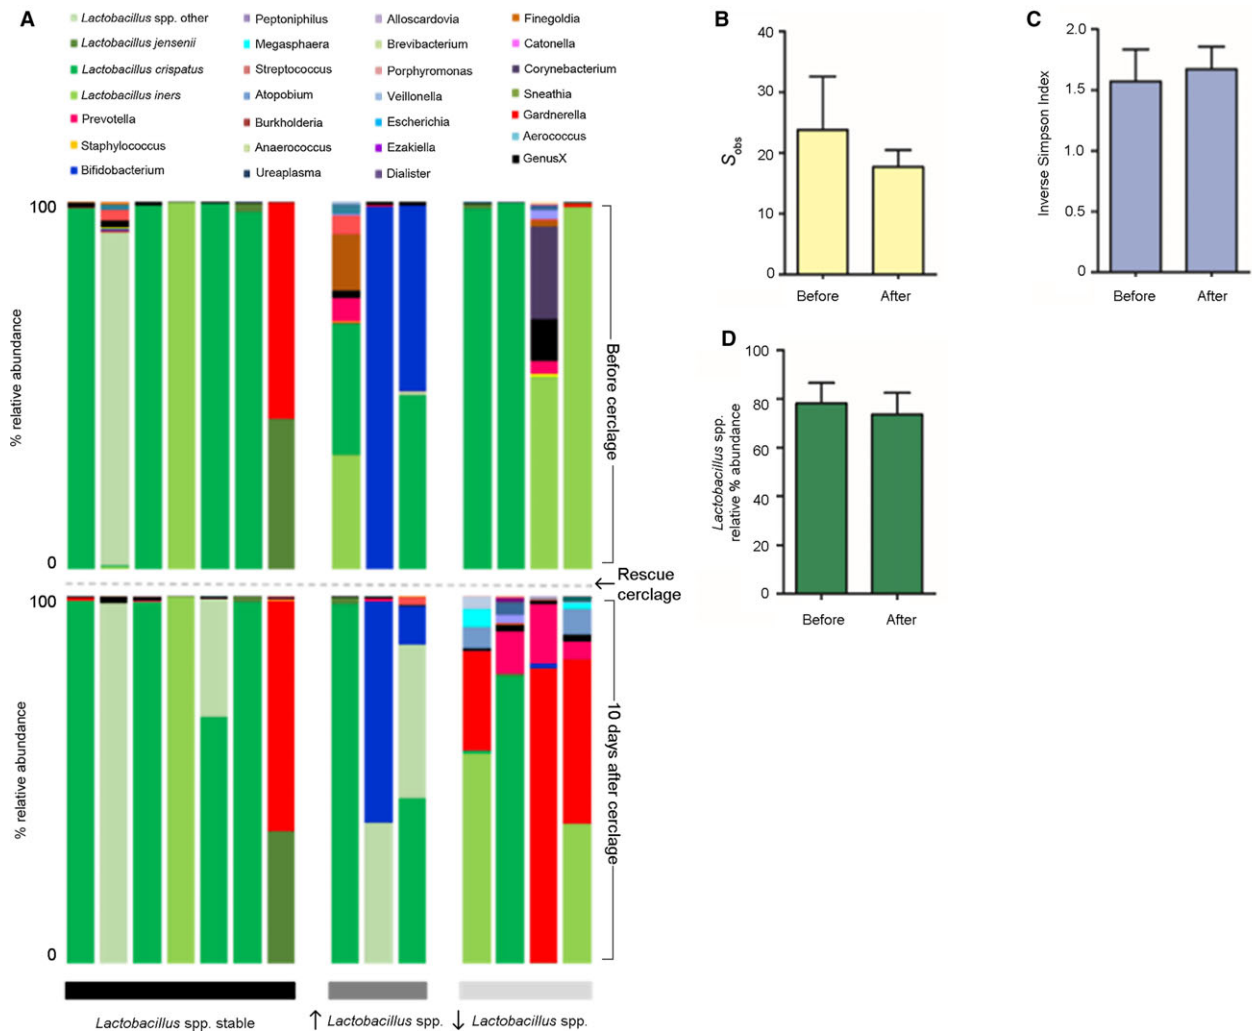 A
Lactobacillus spp. other
Lactobacillus jensenii
Lactobacillus crispatus
Lactobacillus iners
Prevotella
Staphylococcus
Bifidobacterium
Peptoniphilus
Megasphaera
Streptococcus
Atopobium
Burkholderia
Anaerococcus
Ureaplasma
Alloscardovia
Brevibacterium
Porphyromonas
Veillonella
Escherichia
Ezakiella
Dialister
Finegoldia
Catonella
Corynebacterium
Sneathia
Gardnerella
Aerococcus
GenusX
100
% relative abundance
0
Before cerclage
Rescue
cerclage
100
% relative abundance
0
10 days after cerclage
Lactobacillus spp. stable
↑ Lactobacillus spp.
↓ Lactobacillus spp.
B
40
30
20
10
0
Sobs
Before After
C
2.0
1.5
1.0
0.5
0
Inverse Simpson Index
Before After
D
100
80
60
40
20
0
Lactobacillus spp.
relative % abundance
Before After